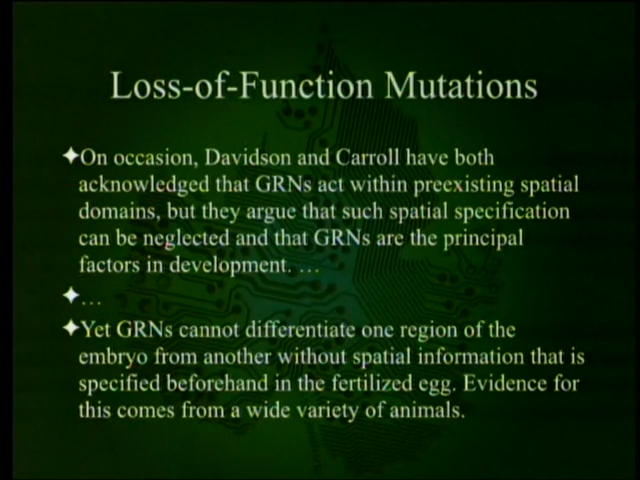 Loss-of-Function Mutations
✦On occasion, Davidson and Carroll have both
acknowledged that GRNs act within preexisting spatial
domains, but they argue that such spatial specification
can be neglected and that GRNs are the principal
factors in development. …
✦…
✦Yet GRNs cannot differentiate one region of the
embryo from another without spatial information that is
specified beforehand in the fertilized egg. Evidence for
this comes from a wide variety of animals.